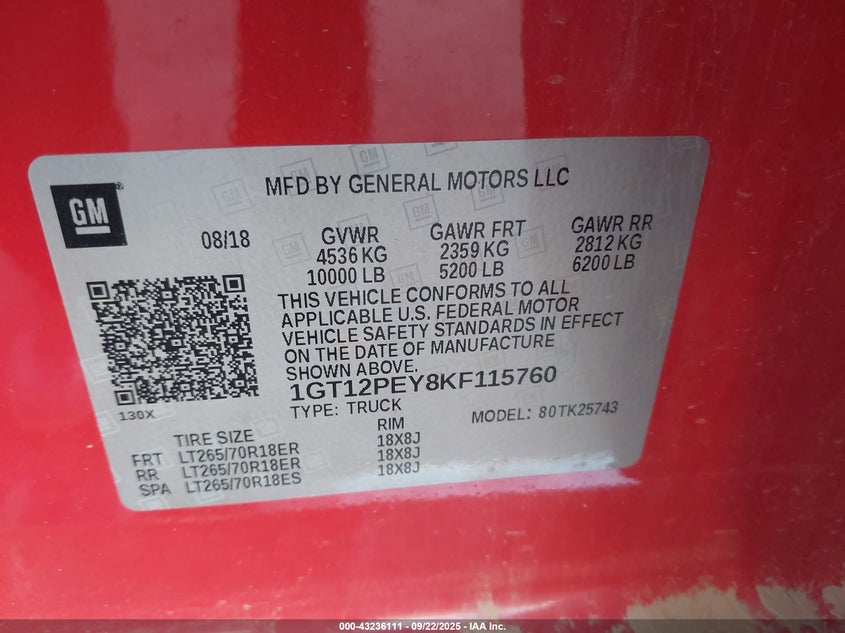 GM
MFD BY GENERAL MOTORS LLC
08/18
GVWR
4536 KG
10000 LB
GAWR FRT
2359 KG
5200 LB
GAWR RR
2812 KG
6200 LB
THIS VEHICLE CONFORMS TO ALL
APPLICABLE U.S. FEDERAL MOTOR
VEHICLE SAFETY STANDARDS IN EFFECT
ON THE DATE OF MANUFACTURE
SHOWN ABOVE.
1GT12PEY8KF115760
130X
TYPE: TRUCK
MODEL: 80TK25743
TIRE SIZE RIM
FRT LT265/70R18ER 18X8J
RR LT265/70R18ER 18X8J
SPA LT265/70R18ES 18X8J
000-43236111 - 09/22/2025 - IAA Inc.